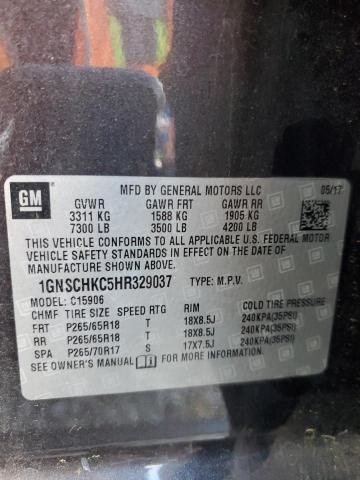 GM
MFD BY GENERAL MOTORS LLC 05/17
GVWR GAWR FRT GAWR RR
3311 KG 1588 KG 1905 KG
7300 LB 3500 LB 4200 LB
THIS VEHICLE CONFORMS TO ALL APPLICABLE U.S. FEDERAL
MOTOR VEHICLE SAFETY STANDARDS IN EFFECT ON THE DATE OF
MANUFACTURE SHOWN ABOVE.
1GNSCHKC5HR329037 TYPE: M.P.V.
MODEL: C15906
CHMF TIRE SIZE SPEED RTG RIM COLD TIRE PRESSURE
FRT P265/65R18 T 18X8.5J 240KPA(35PSI)
RR P265/65R18 T 18X8.5J 240KPA(35PSI)
SPA P265/70R17 S 17X7.5J 240KPA(35PSI)
SEE OWNER'S MANUAL FOR MORE INFORMATION.